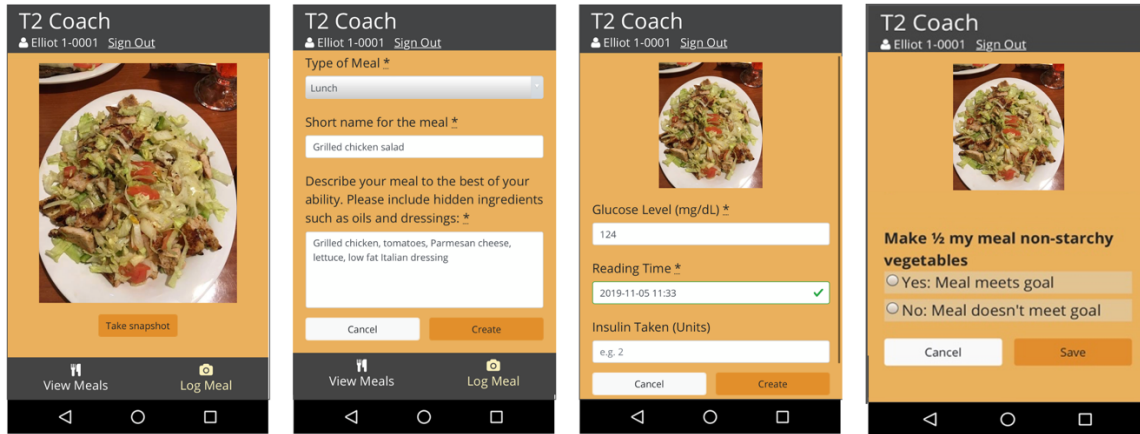 T2 Coach
Elliot 1-0001 Sign Out
Take snapshot
View Meals
Log Meal
T2 Coach
Elliot 1-0001 Sign Out
Type of Meal *
Lunch
Short name for the meal *
Grilled chicken salad
Describe your meal to the best of your
ability. Please include hidden ingredients
such as oils and dressings: *
Grilled chicken, tomatoes, Parmesan cheese,
lettuce, low fat Italian dressing
Cancel
Create
View Meals
Log Meal
T2 Coach
Elliot 1-0001 Sign Out
Glucose Level (mg/dL) *
124
Reading Time *
2019-11-05 11:33
Insulin Taken (Units)
e.g. 2
Cancel
Create
T2 Coach
Elliot 1-0001 Sign Out
Make ½ my meal non-starchy
vegetables
Yes: Meal meets goal
No: Meal doesn't meet goal
Cancel
Save